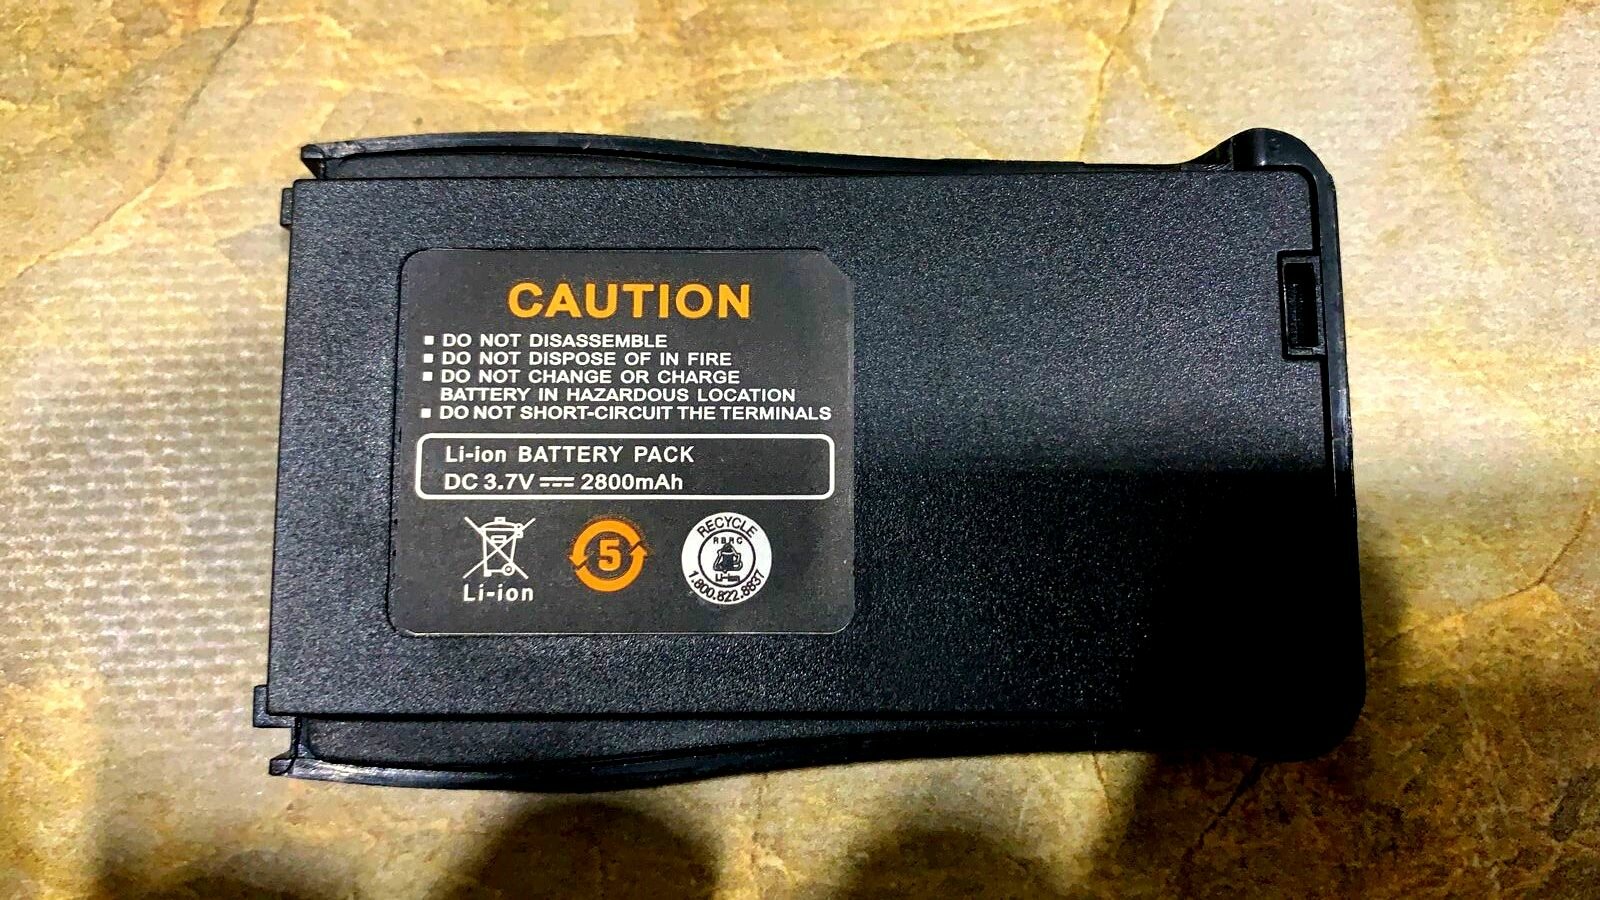 CAUTION
▪ DO NOT DISASSEMBLE
▪ DO NOT DISPOSE OF IN FIRE
▪ DO NOT CHANGE OR CHARGE
BATTERY IN HAZARDOUS LOCATION
▪ DO NOT SHORT-CIRCUIT THE TERMINALS
Li-ion BATTERY PACK
DC 3.7V ⎓ 2800mAh
Li-ion
5
RECYCLE
RBRC
Li-ion
1.800.822.8837